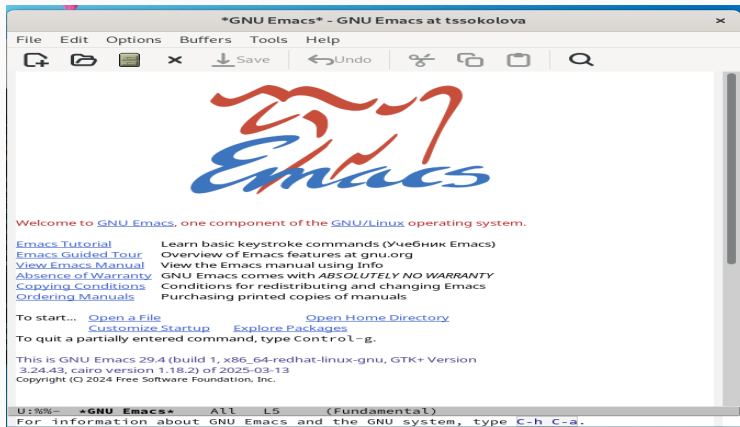 *GNU Emacs* - GNU Emacs at tssokolova
File Edit Options Buffers Tools Help
Save Undo
Emacs
Welcome to GNU Emacs, one component of the GNU/Linux operating system.
Emacs Tutorial Learn basic keystroke commands (Учебник Emacs)
Emacs Guided Tour Overview of Emacs features at gnu.org
View Emacs Manual View the Emacs manual using Info
Absence of Warranty GNU Emacs comes with ABSOLUTELY NO WARRANTY
Copying Conditions Conditions for redistributing and changing Emacs
Ordering Manuals Purchasing printed copies of manuals
To start... Open a File Open Home Directory
Customize Startup Explore Packages
To quit a partially entered command, type Control-g.
This is GNU Emacs 29.4 (build 1, x86_64-redhat-linux-gnu, GTK+ Version
3.24.43, cairo version 1.18.2) of 2025-03-13
Copyright (C) 2024 Free Software Foundation, Inc.
U:%%- *GNU Emacs* All L5 (Fundamental)
For information about GNU Emacs and the GNU system, type C-h C-a.